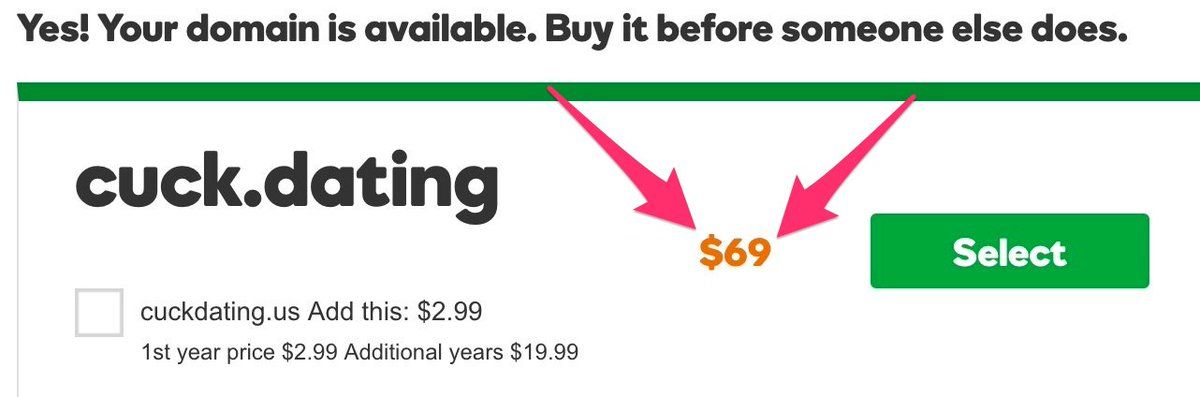 Yes! Your domain is available. Buy it before someone else does.
cuck.dating
$69
Select
cuckdating.us Add this: $2.99
1st year price $2.99 Additional years $19.99